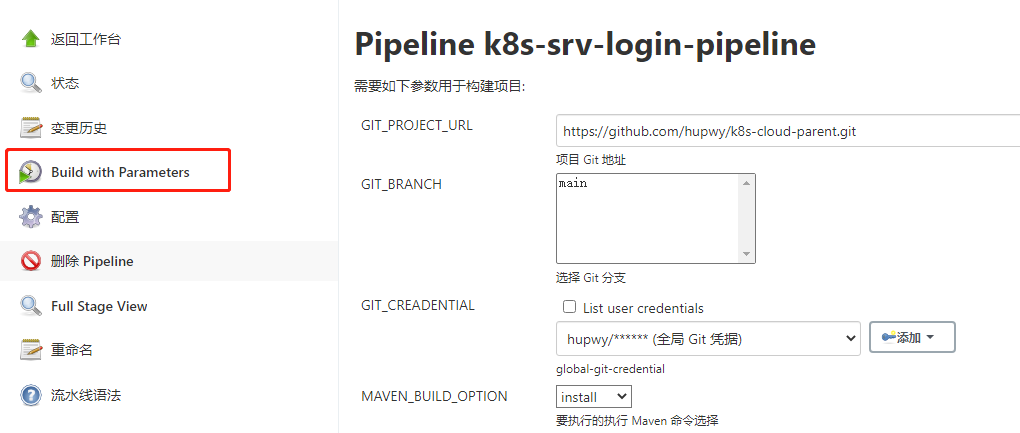 返回工作台
状态
变更历史
Build with Parameters
配置
删除 Pipeline
Full Stage View
重命名
流水线语法
Pipeline k8s-srv-login-pipeline
需要如下参数用于构建项目:
GIT_PROJECT_URL
https://github.com/hupwy/k8s-cloud-parent.git
项目 Git 地址
GIT_BRANCH
main
选择 Git 分支
GIT_CREADENTIAL
List user credentials
hupwy/****** (全局 Git 凭据)
添加
global-git-credential
MAVEN_BUILD_OPTION
install
要执行的执行 Maven 命令选择